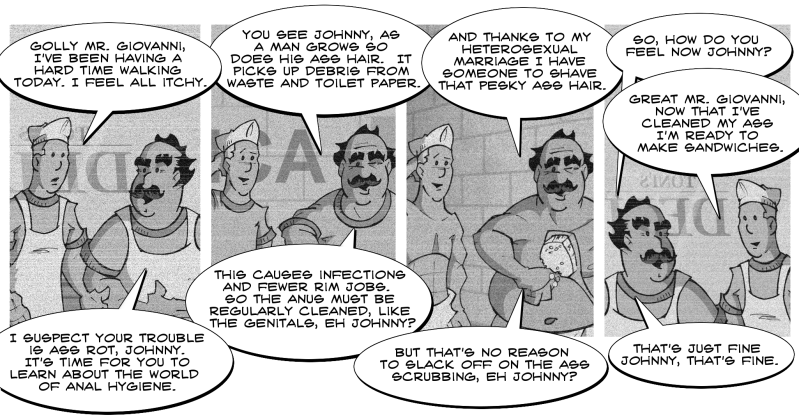 GOLLY MR. GIOVANNI,
I'VE BEEN HAVING A
HARD TIME WALKING
TODAY. I FEEL ALL ITCHY.
I SUSPECT YOUR TROUBLE
IS ASS ROT, JOHNNY.
IT'S TIME FOR YOU TO
LEARN ABOUT THE WORLD
OF ANAL HYGIENE.
YOU SEE JOHNNY, AS
A MAN GROWS SO
DOES HIS ASS HAIR. IT
PICKS UP DEBRIS FROM
WASTE AND TOILET PAPER.
THIS CAUSES INFECTIONS
AND FEWER RIM JOBS.
SO THE ANUS MUST BE
REGULARLY CLEANED, LIKE
THE GENITALS, EH JOHNNY?
AND THANKS TO MY
HETEROSEXUAL
MARRIAGE I HAVE
SOMEONE TO SHAVE
THAT PESKY ASS HAIR.
BUT THAT'S NO REASON
TO SLACK OFF ON THE ASS
SCRUBBING, EH JOHNNY?
SO, HOW DO YOU
FEEL NOW JOHNNY?
GREAT MR. GIOVANNI,
NOW THAT I'VE
CLEANED MY ASS
I'M READY TO
MAKE SANDWICHES.
TONI'S
THAT'S JUST FINE
JOHNNY, THAT'S FINE.